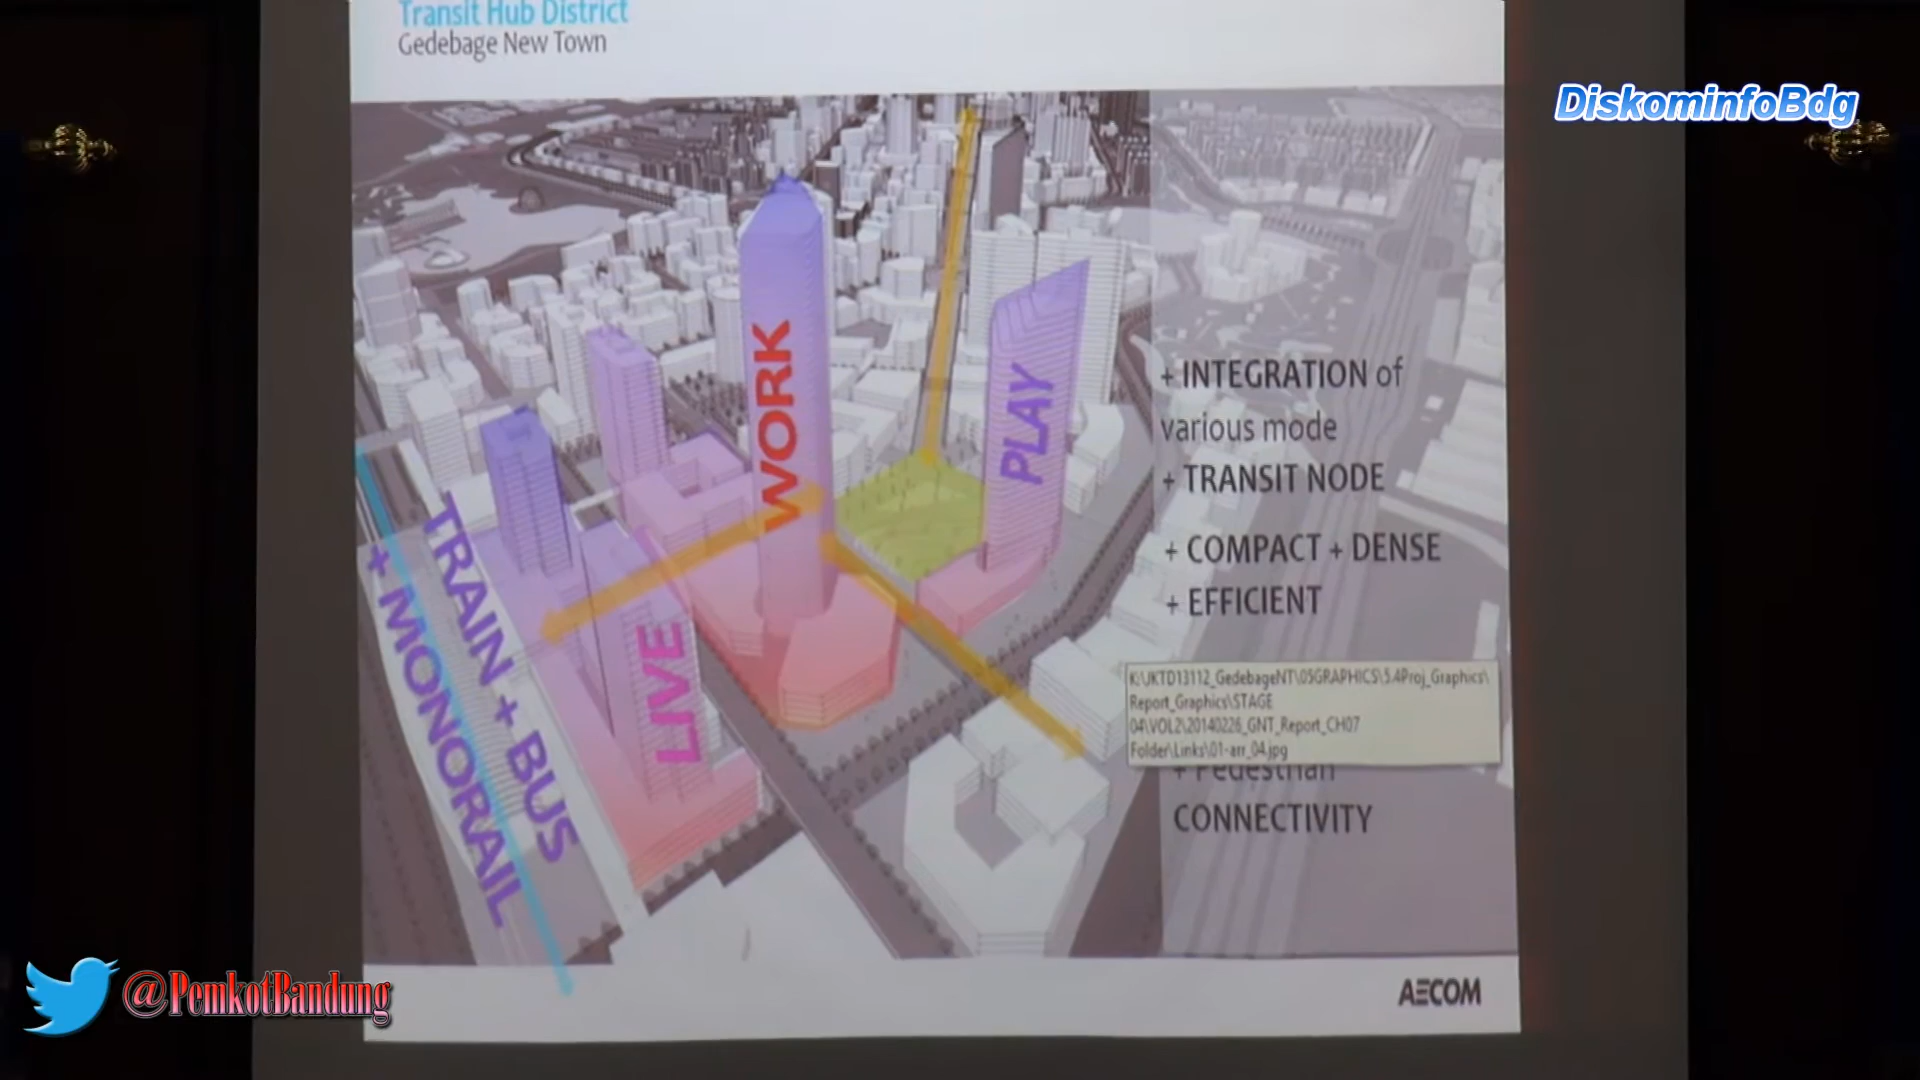 Transit Hub District
Gedebage New Town
DiskominfoBdg
WORK
PLAY
LIVE
TRAIN + BUS
+ MONORAIL
+ INTEGRATION of
various mode
+ TRANSIT NODE
+ COMPACT + DENSE
+ EFFICIENT
K:\UKTD13112_GedebageNT\05GRAPHICS\5.4Proj_Graphics\
Report_Graphics\STAGE
04\VOL2\20140226_GNT_Report_CH07
Folder\Links\01-arr_04.jpg
+ Pedestrian
CONNECTIVITY
AECOM
@PemkotBandung